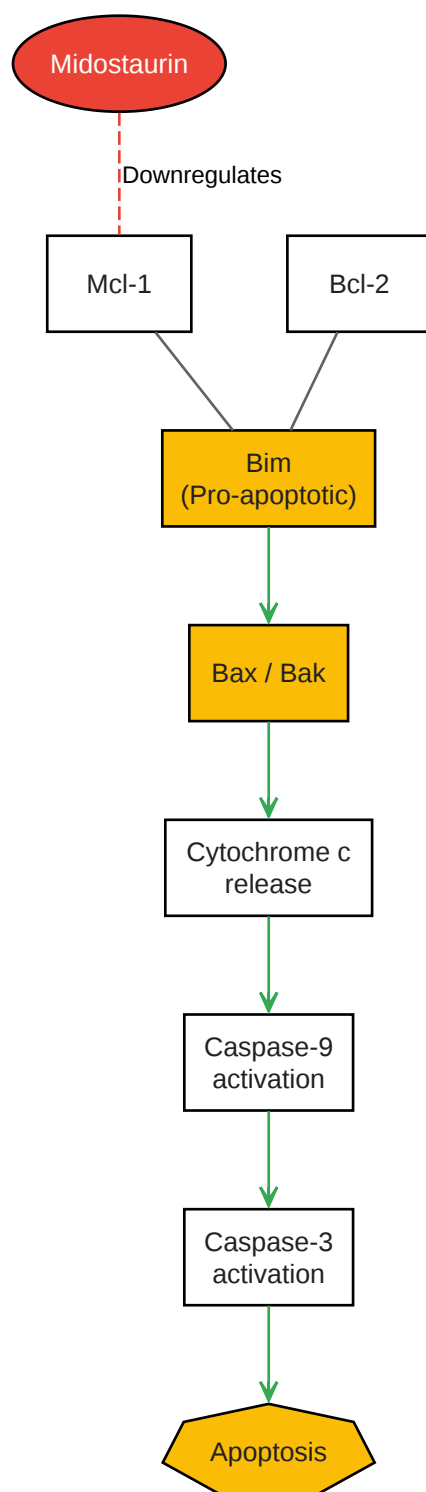 Midostaurin
Downregulates
Mcl-1
Bcl-2
Bim
(Pro-apoptotic)
Bax / Bak
Cytochrome c
release
Caspase-9
activation
Caspase-3
activation
Apoptosis